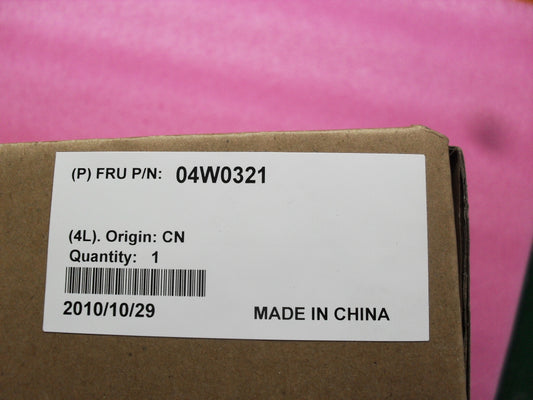 (P) FRU P/N: 04W0321
(4L). Origin: CN
Quantity: 1
2010/10/29 MADE IN CHINA